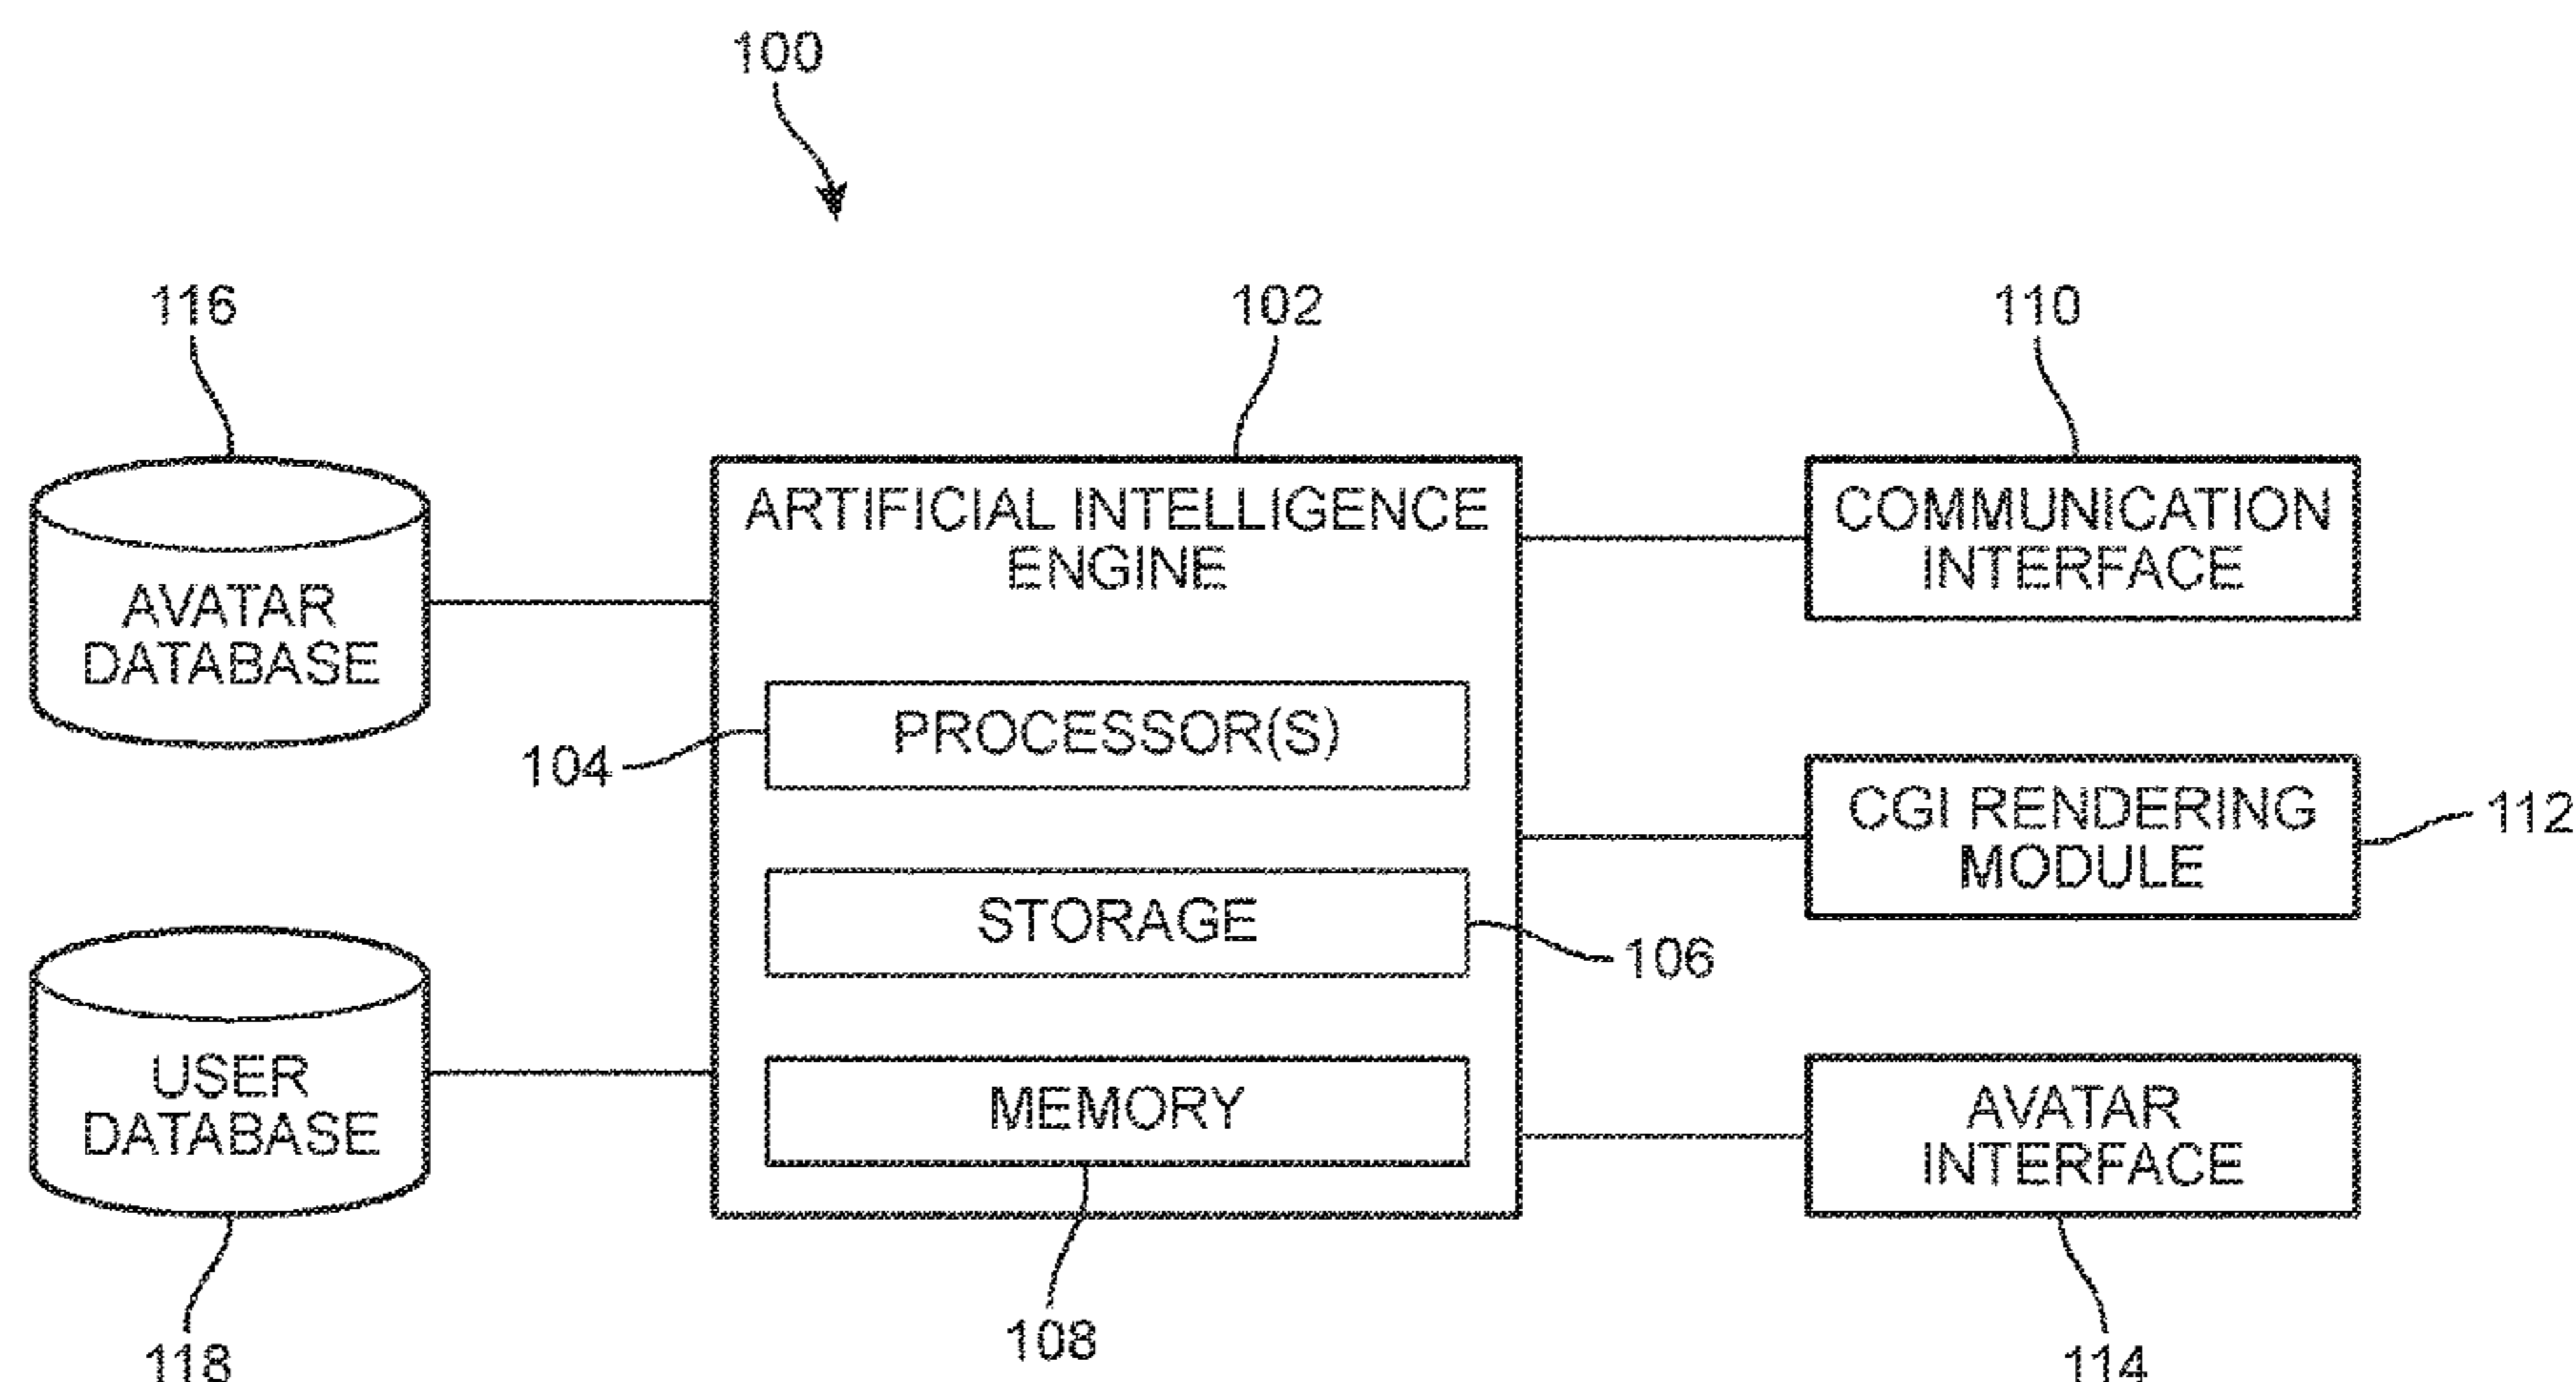 100
116
102
110
ARTIFICIAL INTELLIGENCE
ENGINE
COMMUNICATION
INTERFACE
AVATAR
DATABASE
PROCESSOR(S)
104
CGI RENDERING
MODULE
112
STORAGE
106
USER
DATABASE
MEMORY
AVATAR
INTERFACE
118
108
114